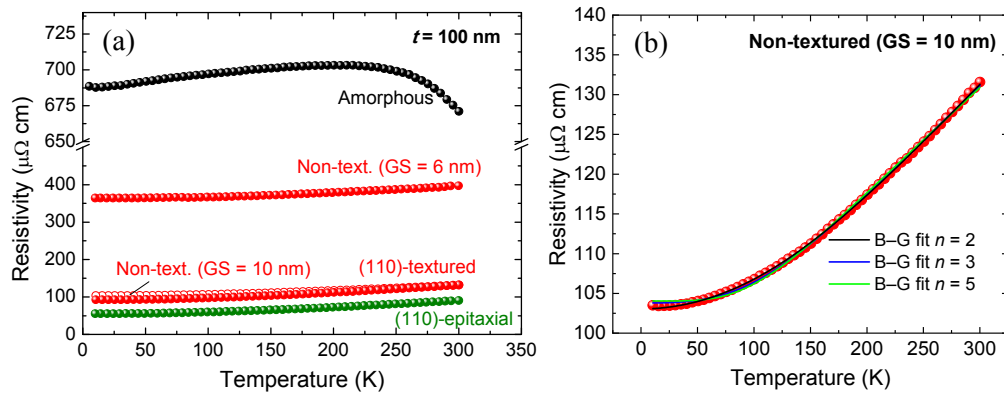 (a)
t = 100 nm
Amorphous
Non-text. (GS = 6 nm)
Non-text. (GS = 10 nm)
(110)-textured
(110)-epitaxial
Resistivity (μΩ cm)
725
700
675
650
400
300
200
100
0
0 50 100 150 200 250 300 350
Temperature (K)
(b)
Non-textured (GS = 10 nm)
B–G fit n = 2
B–G fit n = 3
B–G fit n = 5
Resistivity (μΩ cm)
140
135
130
125
120
115
110
105
100
0 50 100 150 200 250 300
Temperature (K)